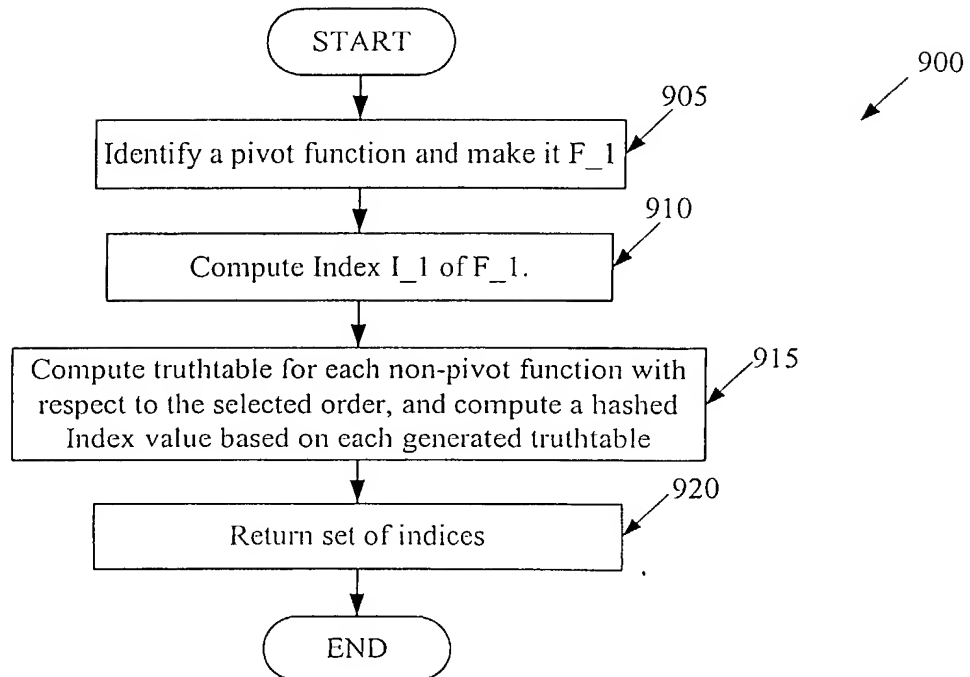 START
900
905
Identify a pivot function and make it F_1
910
Compute Index I_1 of F_1.
915
Compute truthtable for each non-pivot function with
respect to the selected order, and compute a hashed
Index value based on each generated truthtable
920
Return set of indices
END